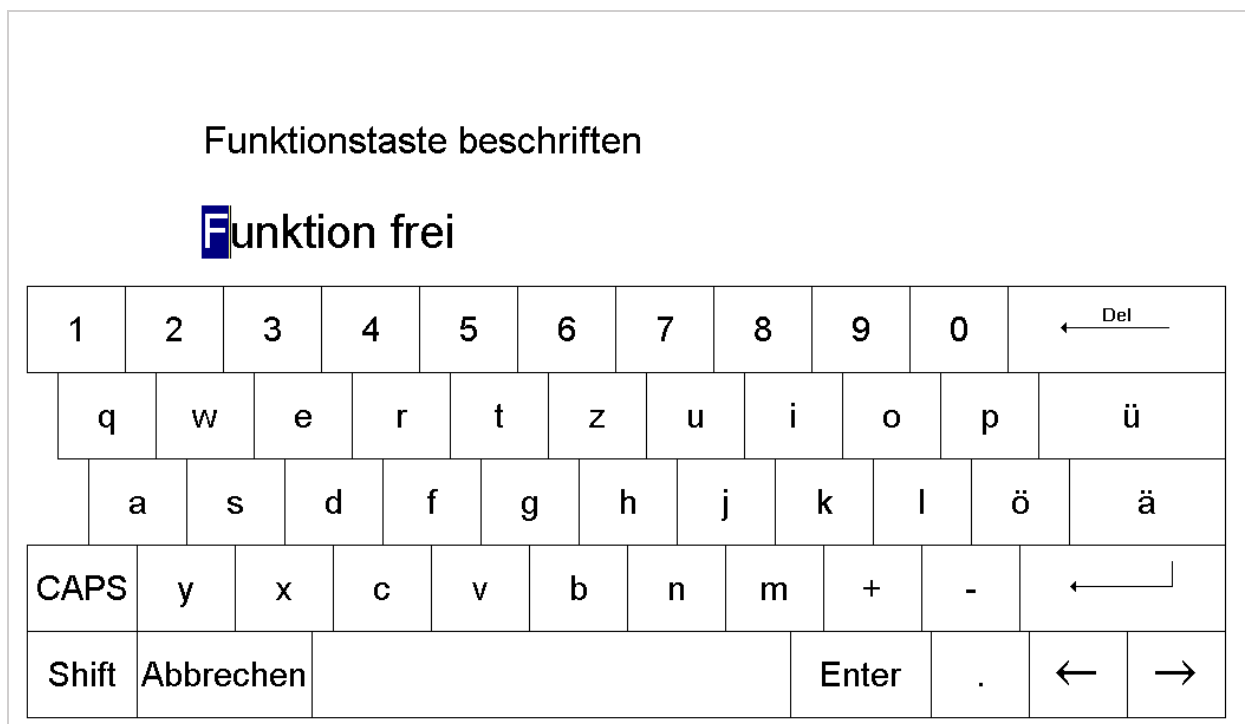 Funktionstaste beschriften
Funktion frei
1 2 3 4 5 6 7 8 9 0 Del
q w e r t z u i o p ü
a s d f g h j k l ö ä
CAPS y x c v b n m + -
Shift Abbrechen Enter . ← →